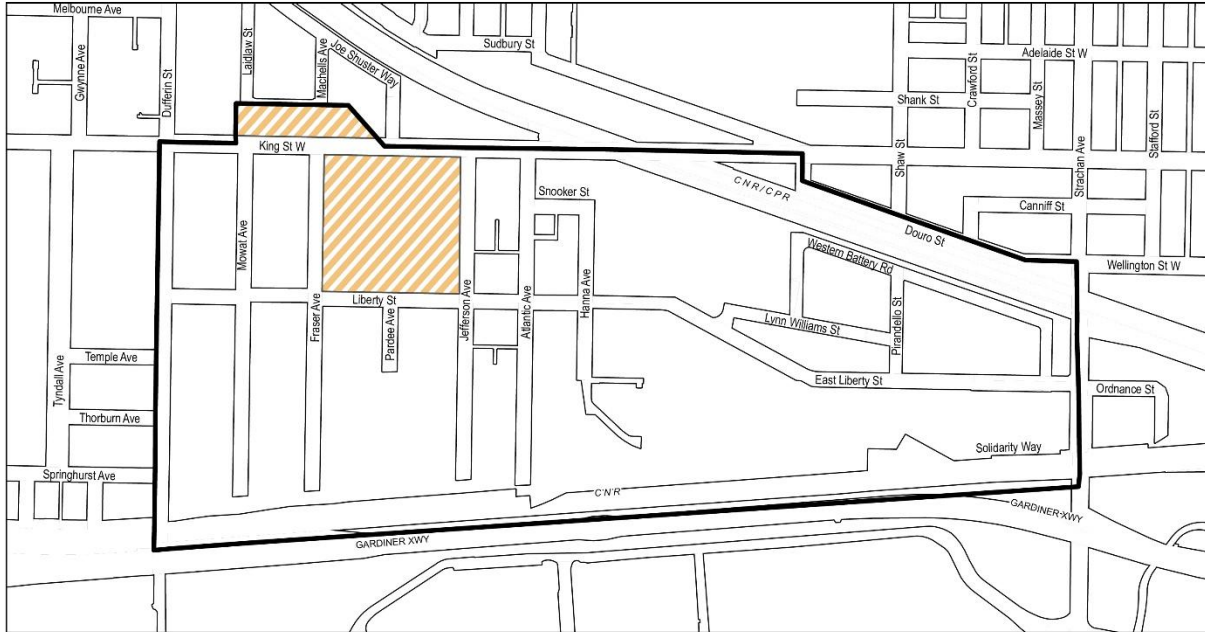 Melbourne Ave
Gwynne Ave
Dufferin St
Laidlaw St
Machells Ave
Joe Shuster Way
Sudbury St
Adelaide St W
Crawford St
Massey St
Shank St
Stafford St
Strachan Ave
Shaw St
King St W
CNR/CPR
Snooker St
Canniff St
Douro St
Mowat Ave
Western Battery Rd
Wellington St W
Hanna Ave
Liberty St
Fraser Ave
Pardee Ave
Jefferson Ave
Atlantic Ave
Lynn Williams St
Pirandello St
Temple Ave
Tyndall Ave
East Liberty St
Ordnance St
Thorburn Ave
Solidarity Way
Springhurst Ave
C'N'R
GARDINER XWY
GARDINER XWY